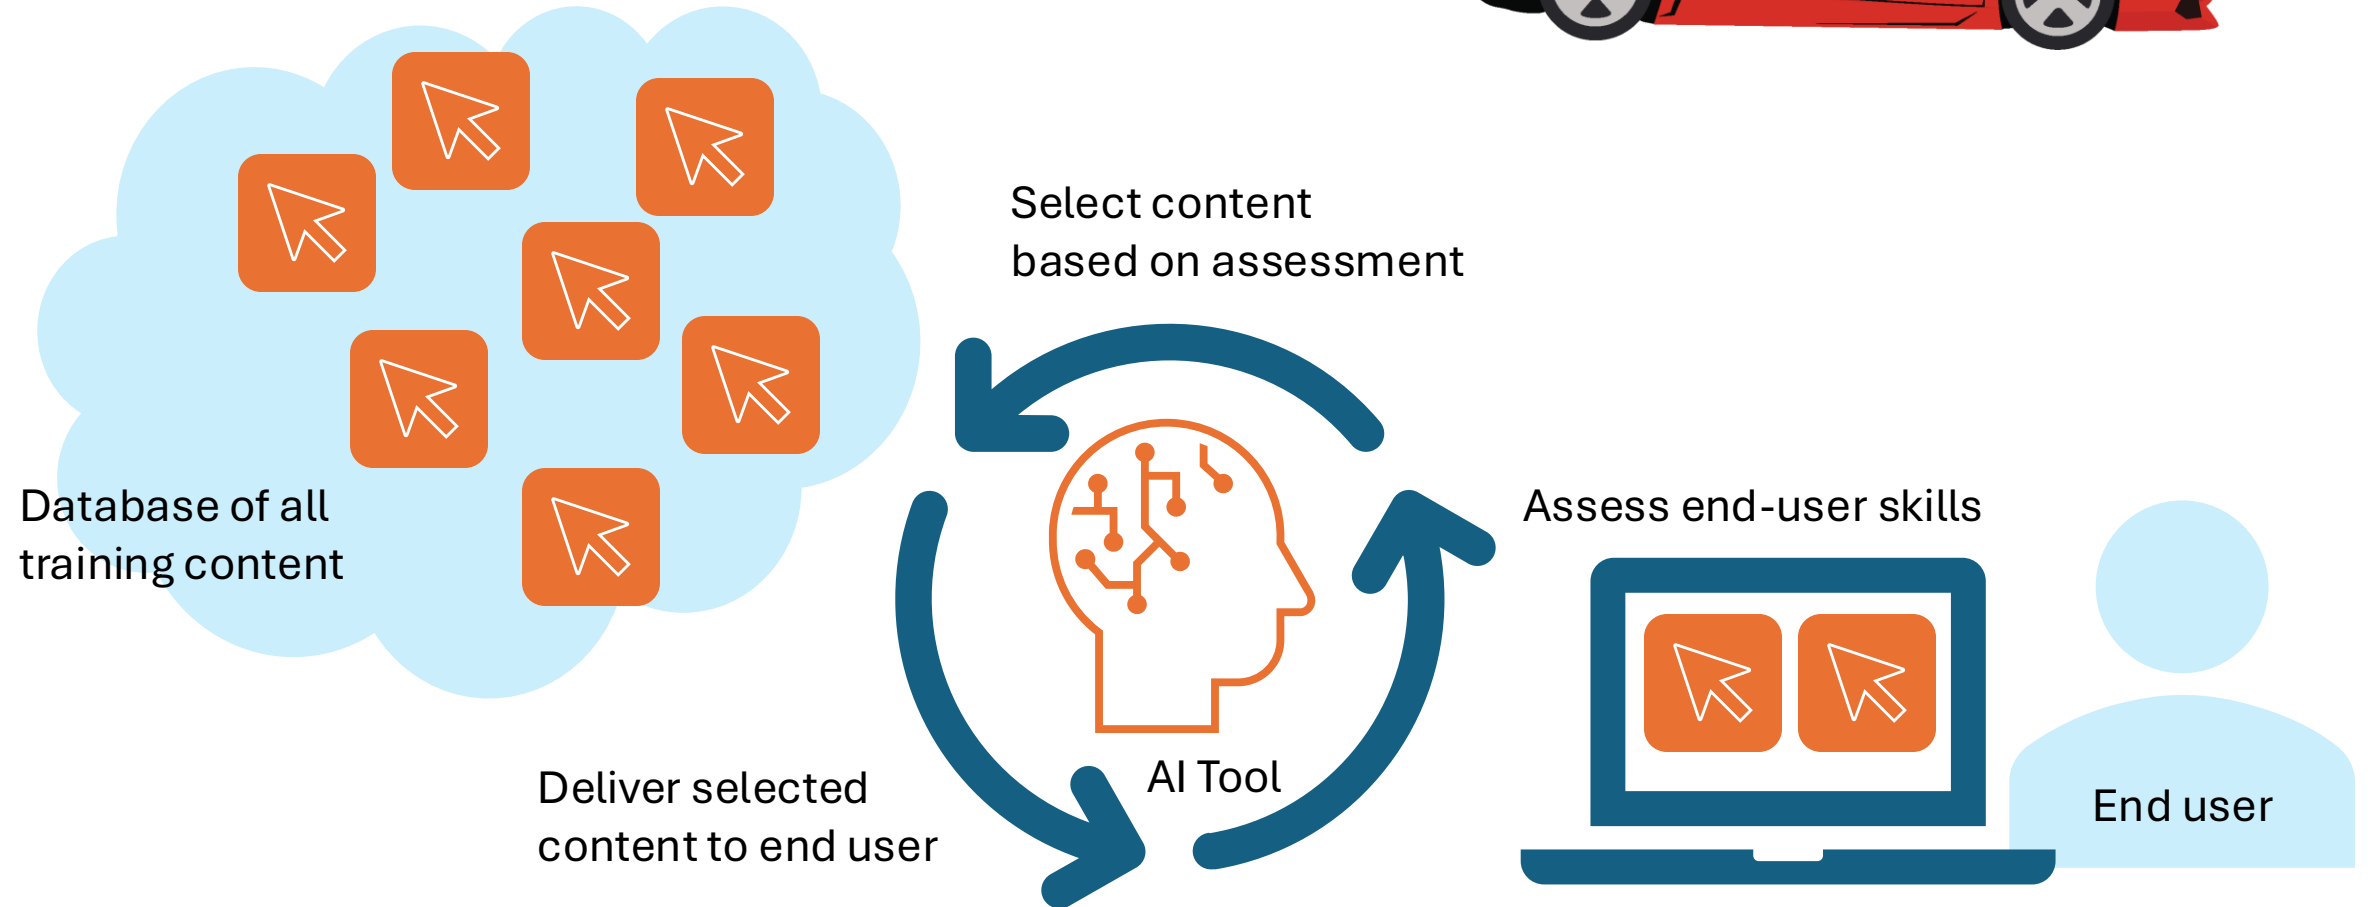 Select content
based on assessment
Database of all
training content
Assess end-user skills
AI Tool
Deliver selected
content to end user
End user